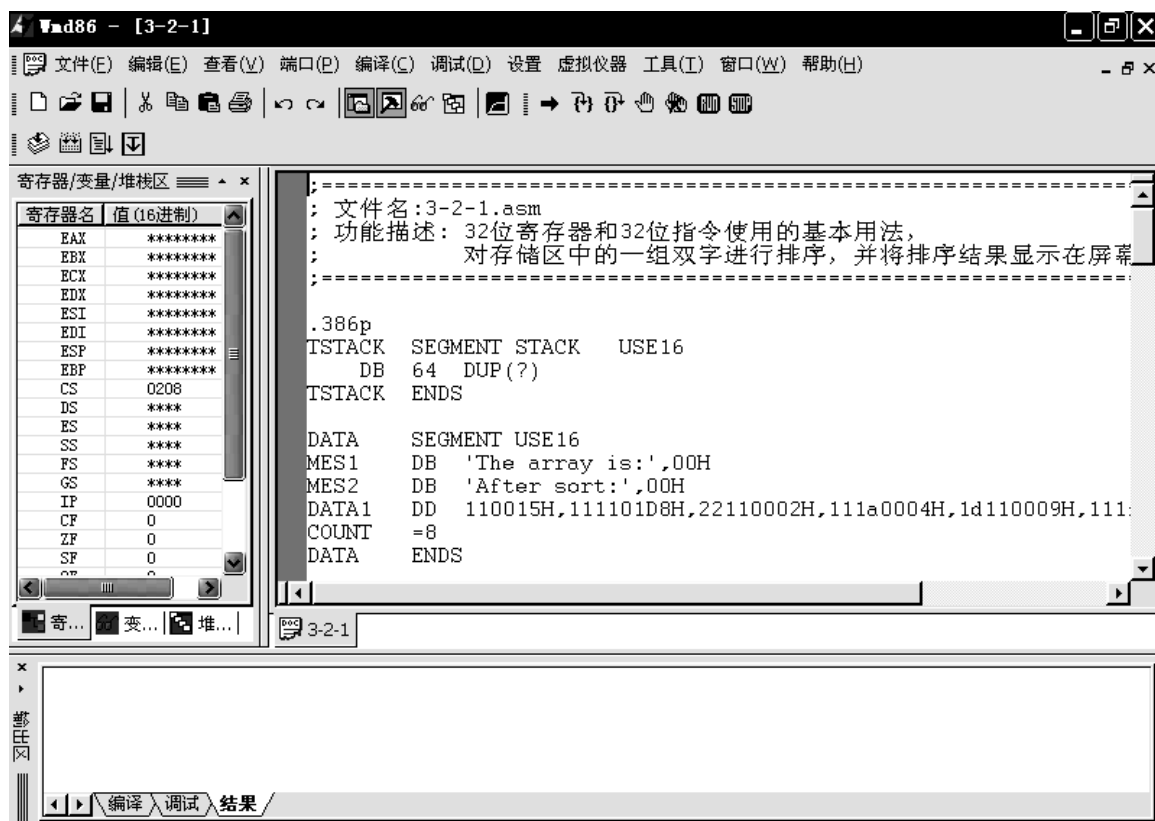 Wmd86 - [3-2-1]
文件(F) 编辑(E) 查看(V) 端口(P) 编译(C) 调试(D) 设置 虚拟仪器 工具(T) 窗口(W) 帮助(H)
寄存器/变量/堆栈区
寄存器名 值(16进制)
EAX ********
EBX ********
ECX ********
EDX ********
ESI ********
EDI ********
ESP ********
EBP ********
CS 0208
DS ****
ES ****
SS ****
FS ****
GS ****
IP 0000
CF 0
ZF 0
SF 0
寄... 变... 堆...
;===============================================================
; 文件名:3-2-1.asm
; 功能描述: 32位寄存器和32位指令使用的基本用法,
; 对存储区中的一组双字进行排序, 并将排序结果显示在屏幕
;===============================================================
.386p
TSTACK SEGMENT STACK USE16
DB 64 DUP(?)
TSTACK ENDS
DATA SEGMENT USE16
MES1 DB 'The array is:',00H
MES2 DB 'After sort:',00H
DATA1 DD 110015H,111101D8H,22110002H,111a0004H,1d110009H,111
COUNT =8
DATA ENDS
3-2-1
编译 调试 结果